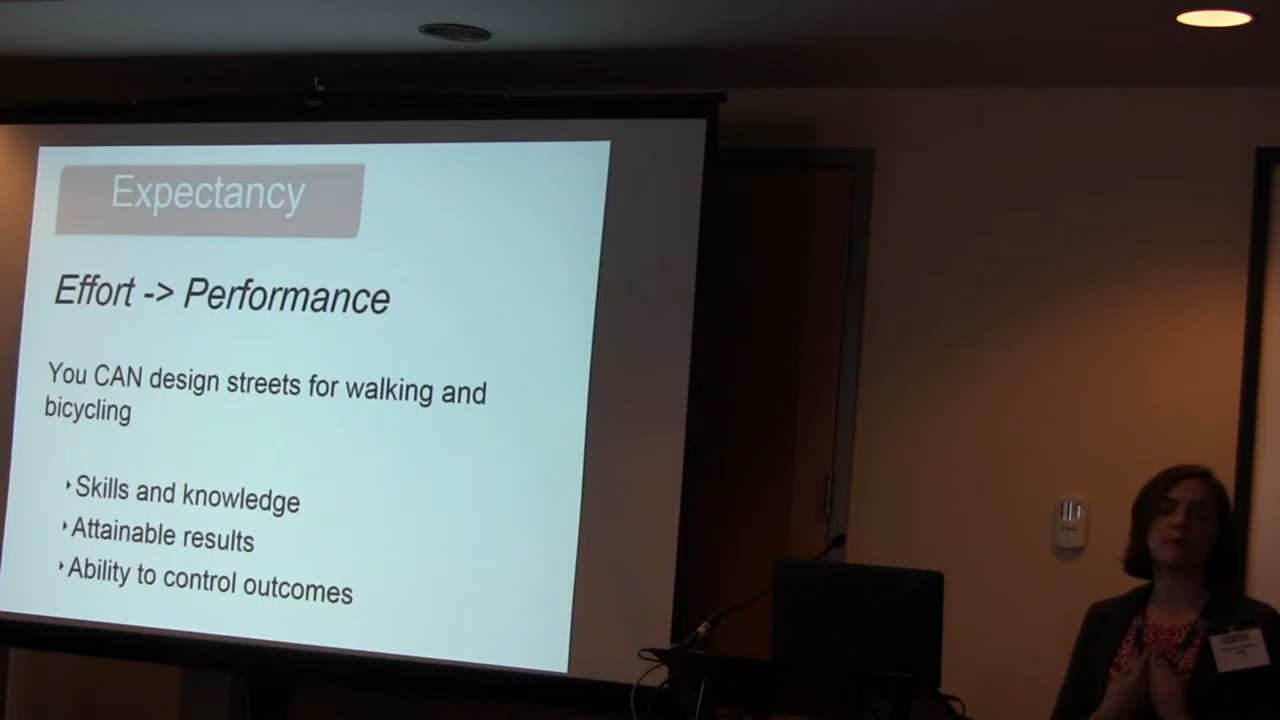 Expectancy
Effort -> Performance
You CAN design streets for walking and
bicycling
‣ Skills and knowledge
‣ Attainable results
‣ Ability to control outcomes